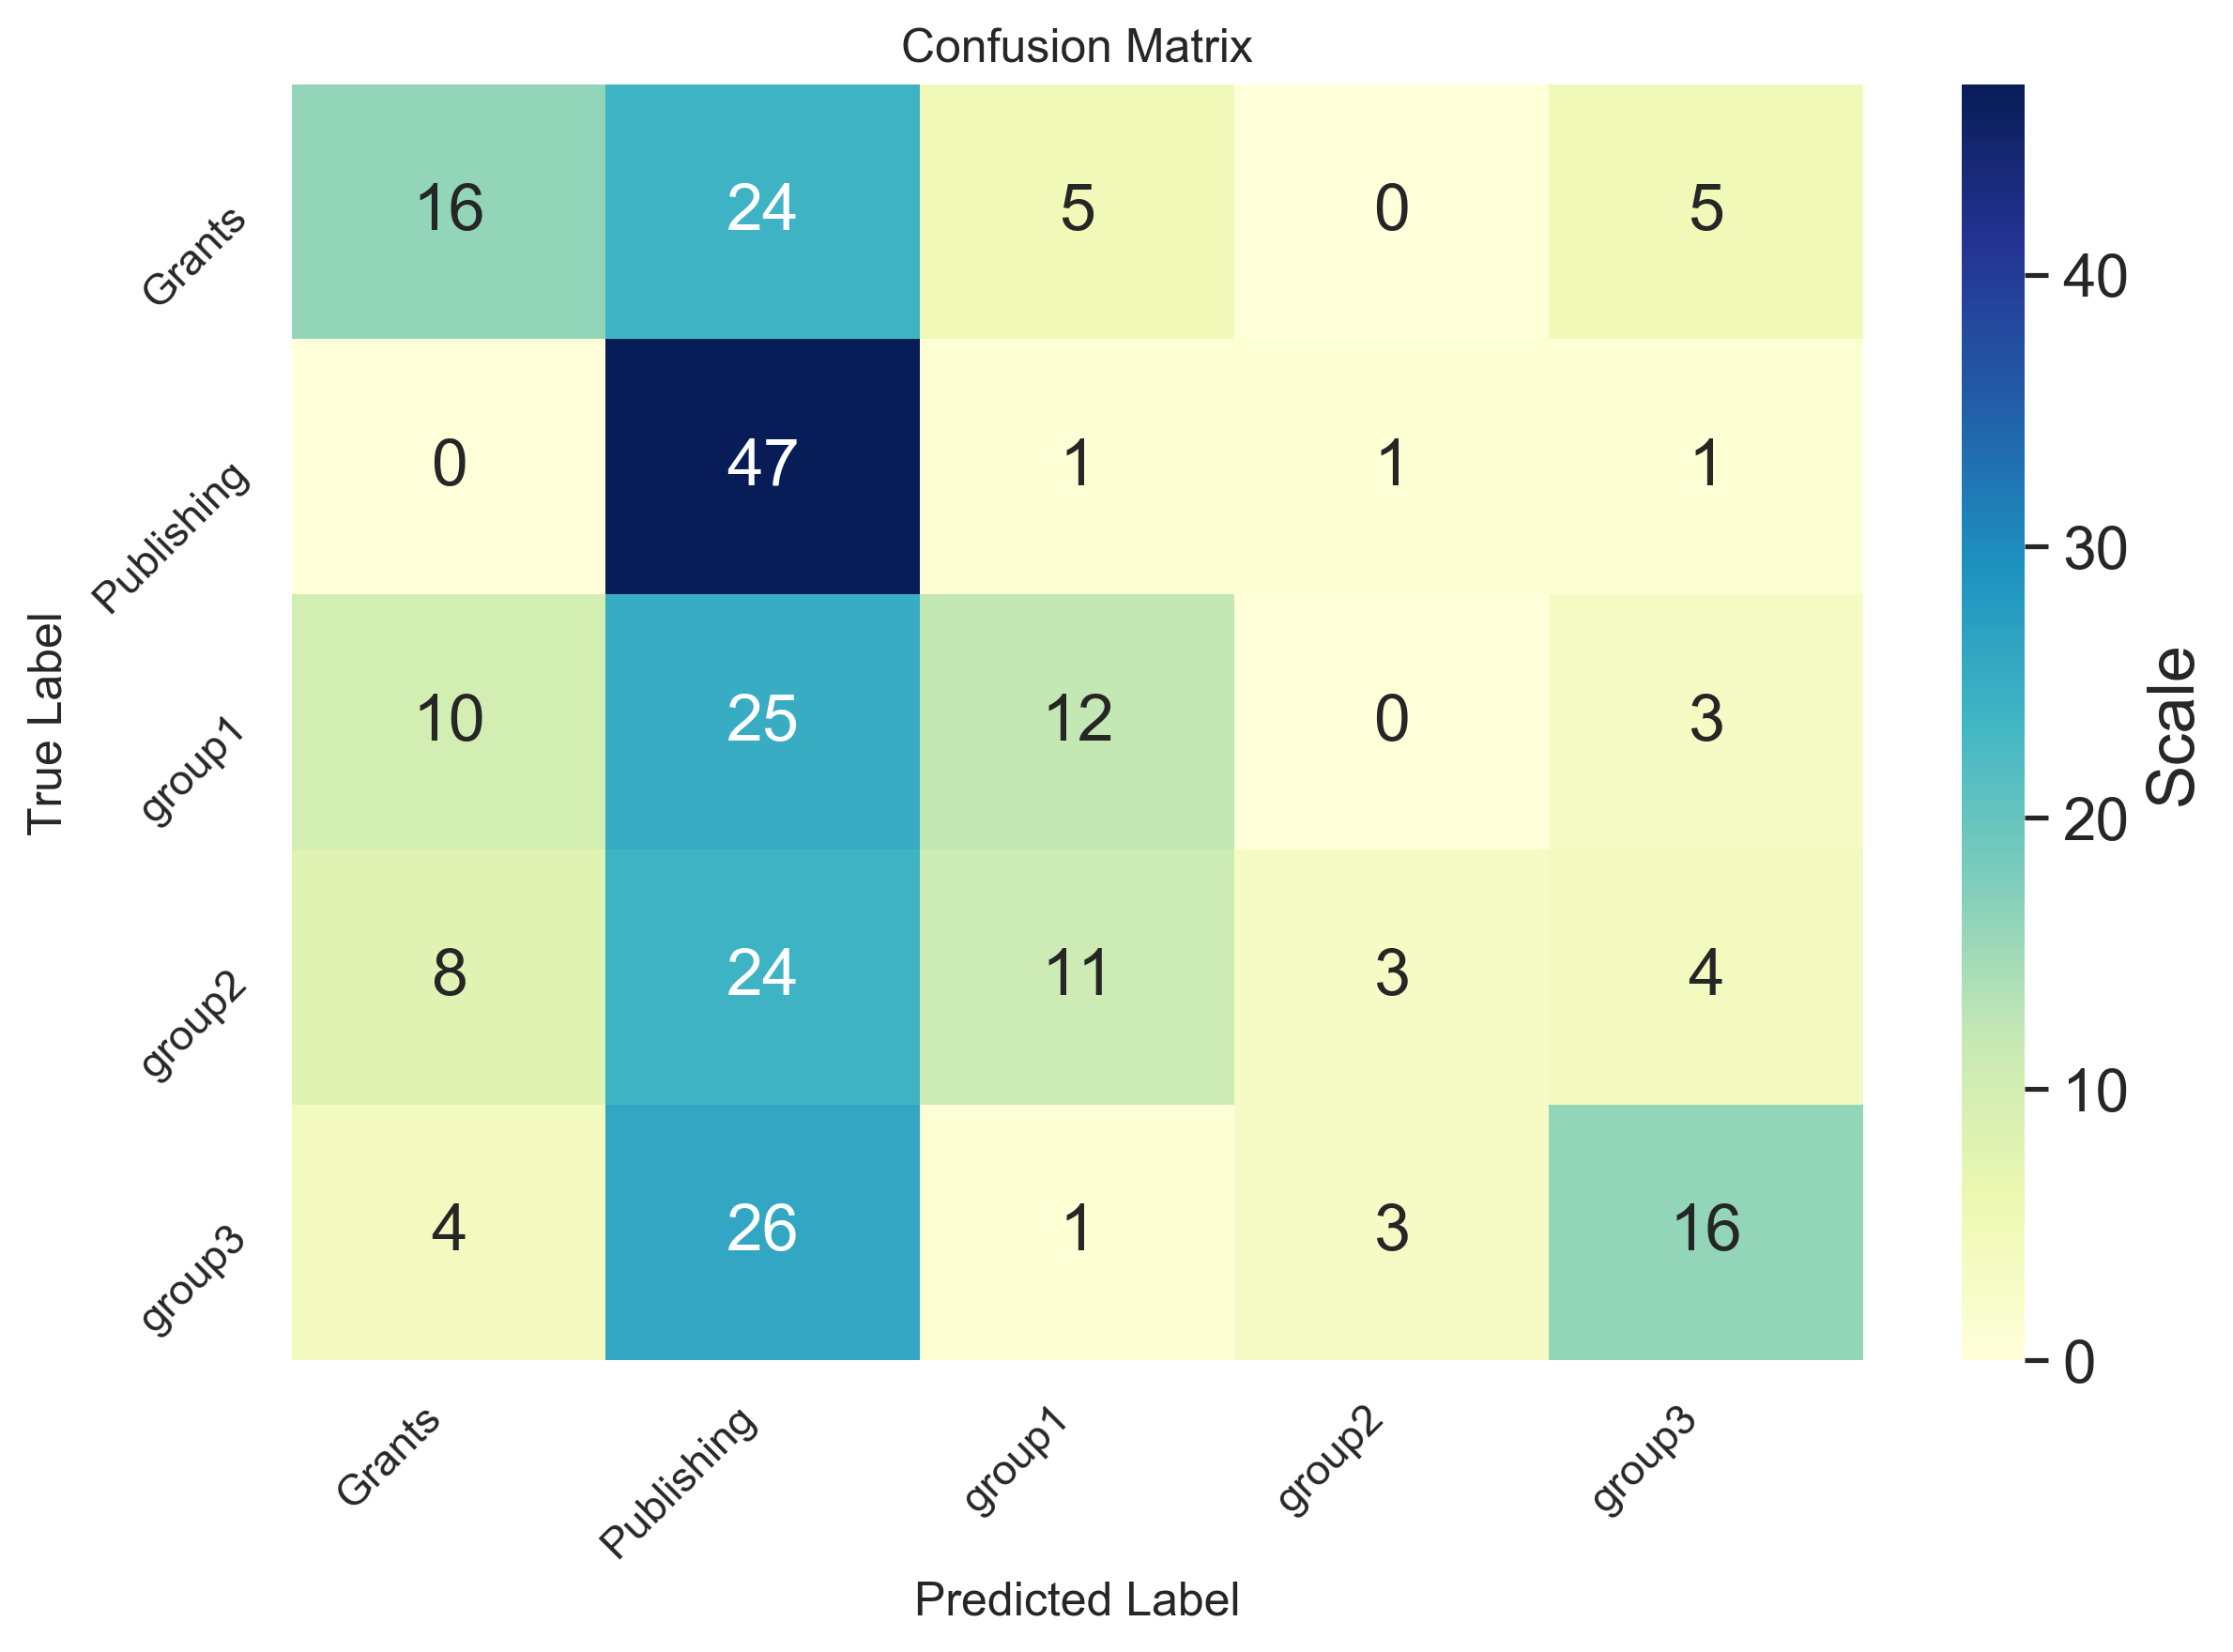 Confusion Matrix
True Label
Grants
16 24 5 0 5
Publishing
0 47 1 1 1
group1
10 25 12 0 3
group2
8 24 11 3 4
group3
4 26 1 3 16
Grants Publishing group1 group2 group3
Predicted Label
40
30
20
10
0
Scale